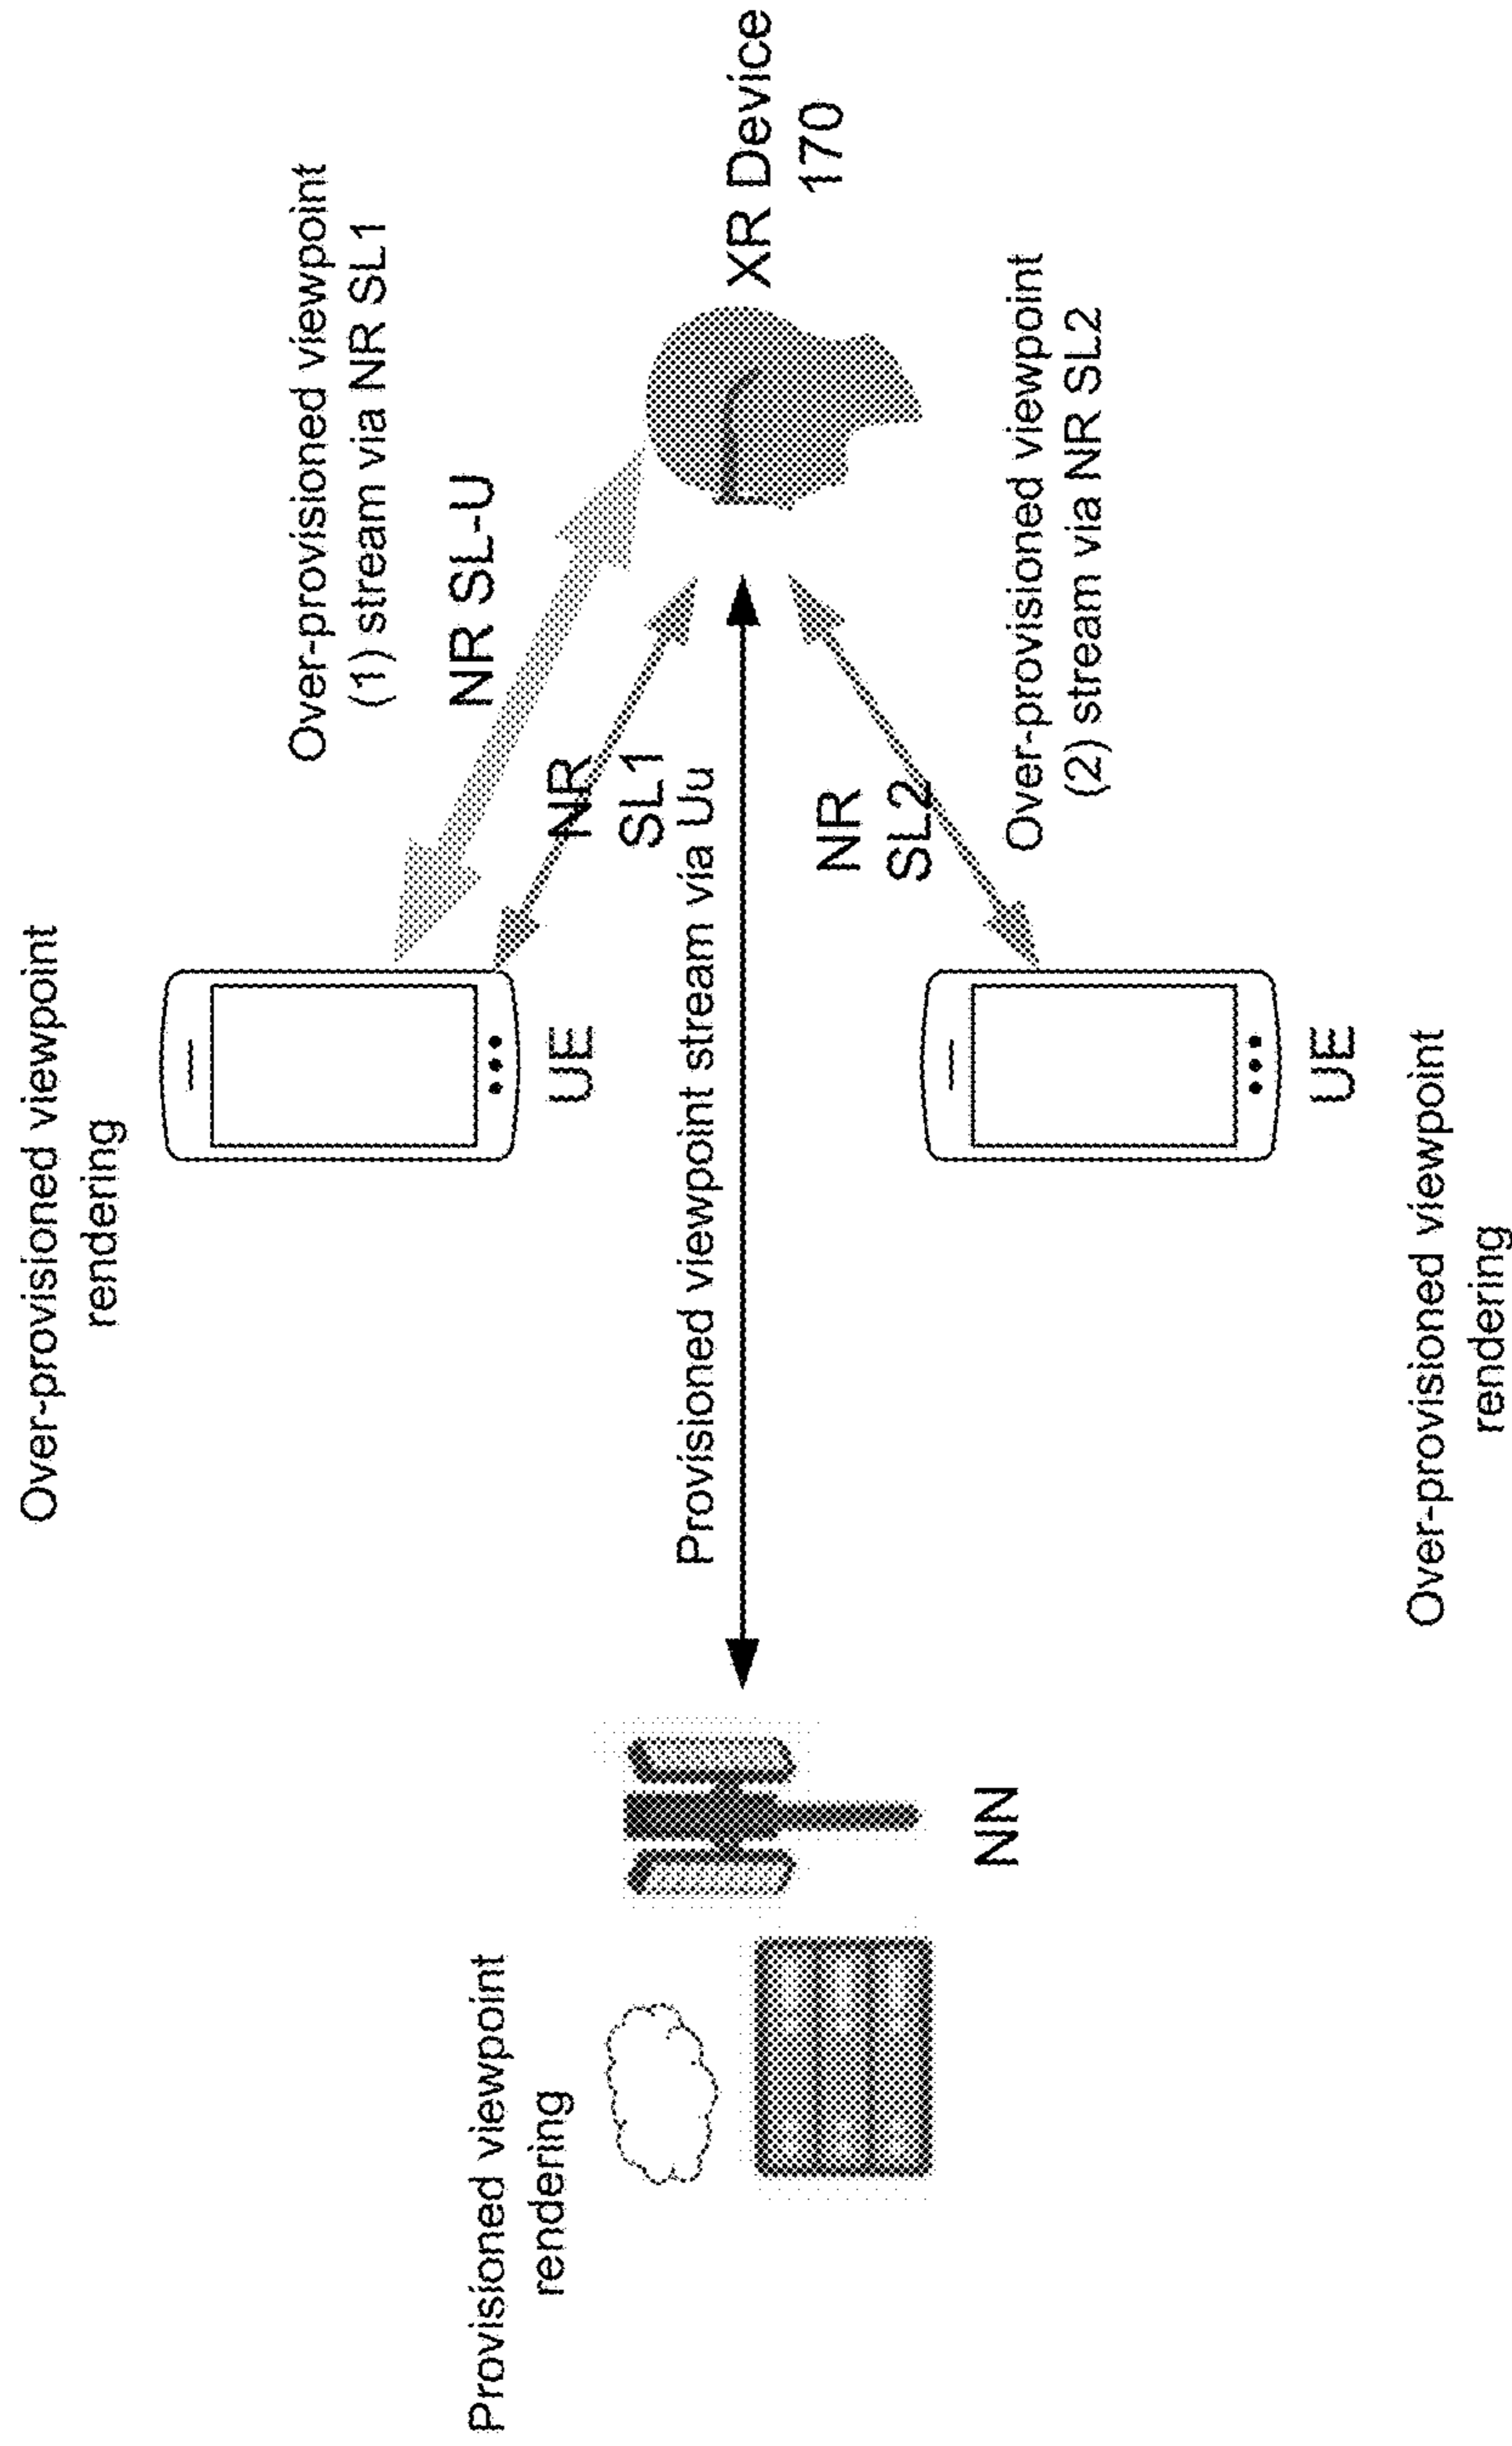 Over-provisioned viewpoint
rendering
Over-provisioned viewpoint
(1) stream via NR SL1
NR SL-U
UE
NR
SL1
Provisioned viewpoint
rendering
Provisioned viewpoint stream via Uu
XR Device
170
NR
SL2
NN
UE
Over-provisioned viewpoint
(2) stream via NR SL2
Over-provisioned viewpoint
rendering